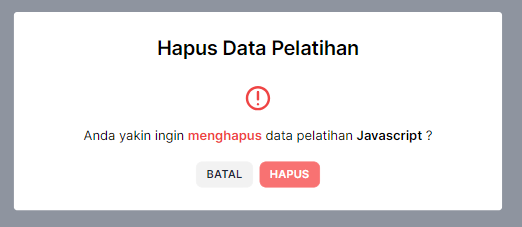 Hapus Data Pelatihan
Anda yakin ingin menghapus data pelatihan Javascript ?
BATAL HAPUS